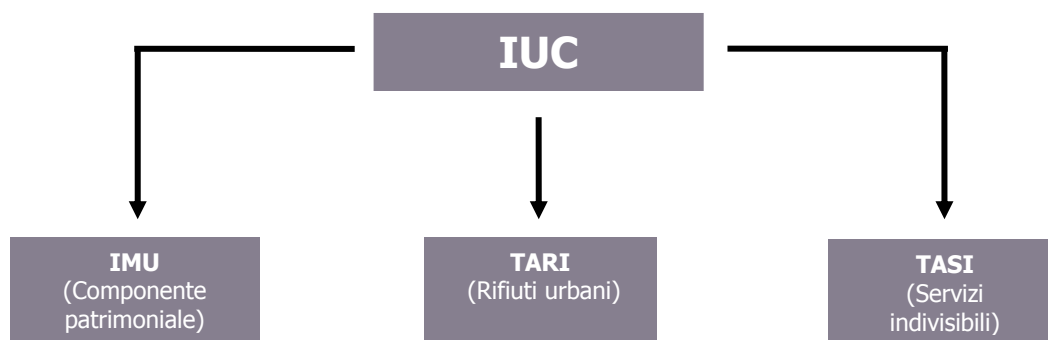 IUC
IMU
(Componente
patrimoniale)
TARI
(Rifiuti urbani)
TASI
(Servizi
indivisibili)